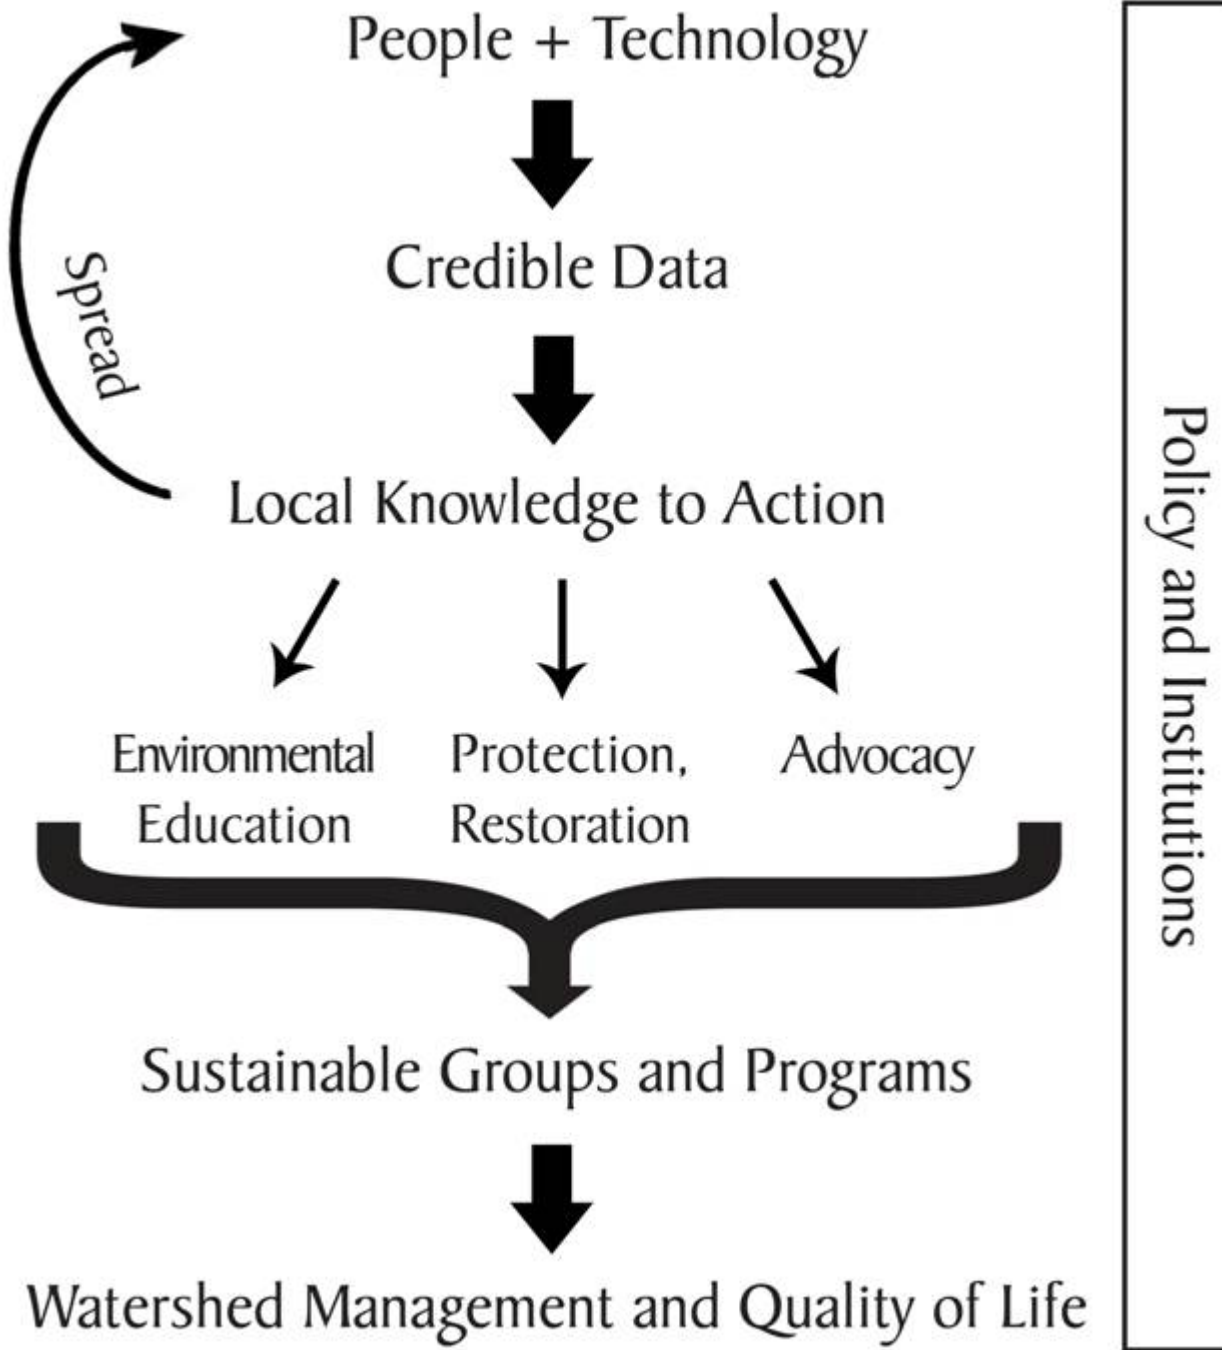 People + Technology
Credible Data
Spread
Local Knowledge to Action
Environmental
Education
Protection,
Restoration
Advocacy
Sustainable Groups and Programs
Watershed Management and Quality of Life
Policy and Institutions